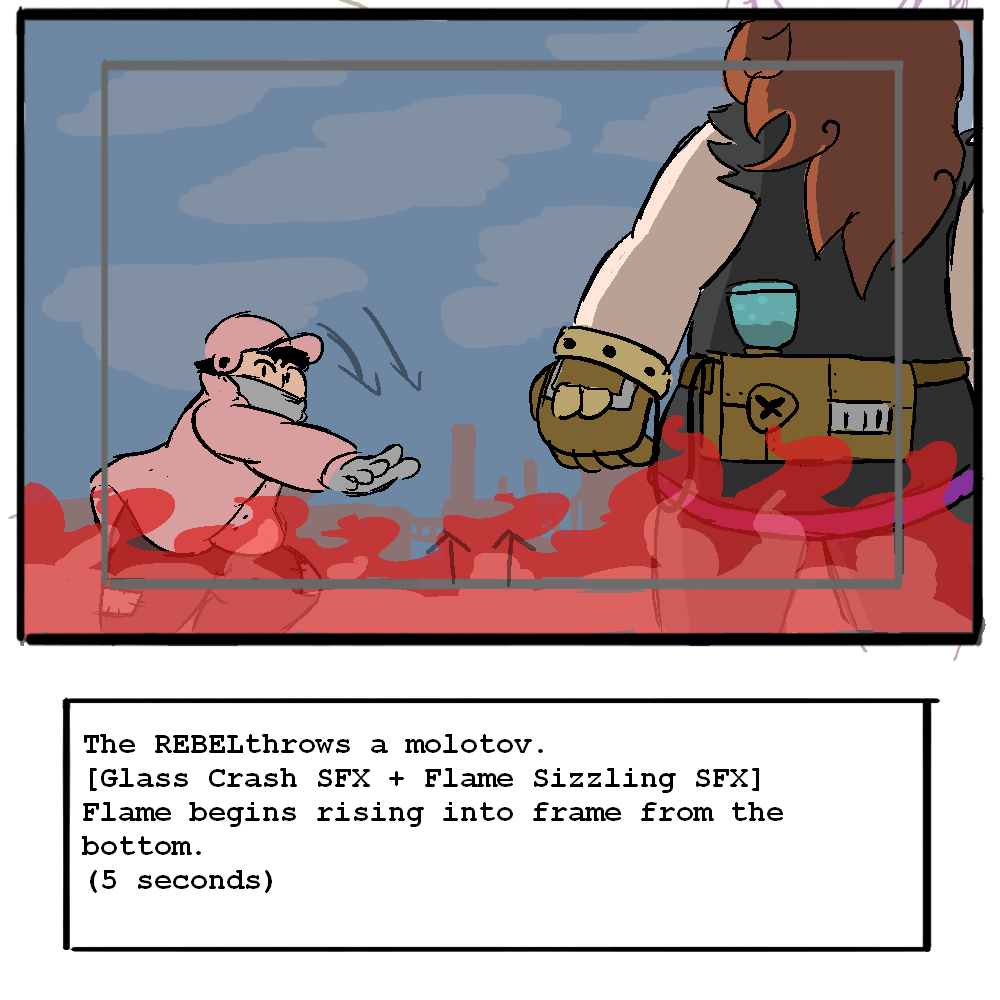 The REBELthrows a molotov.
[Glass Crash SFX + Flame Sizzling SFX]
Flame begins rising into frame from the
bottom.
(5 seconds)